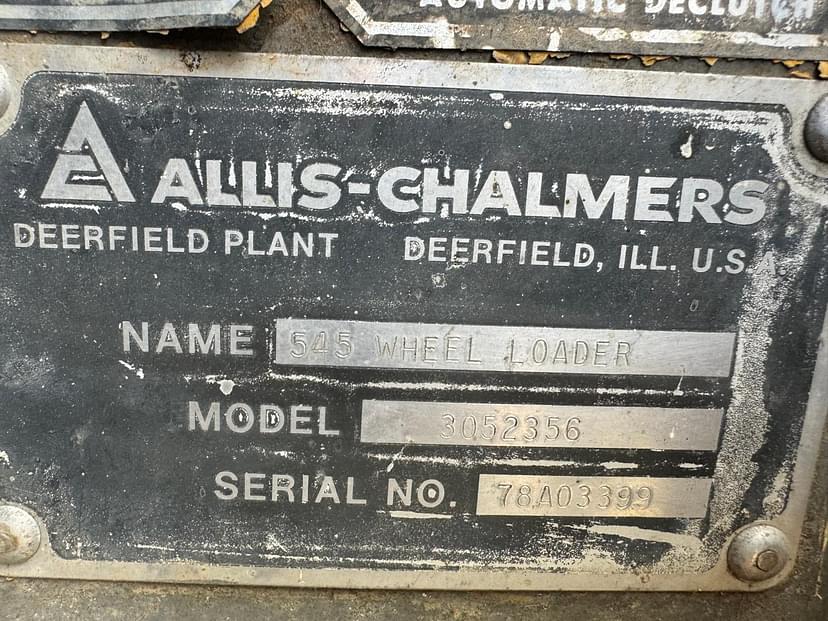 AUTOMATIC DECLUTCH
ALLIS-CHALMERS
DEERFIELD PLANT DEERFIELD, ILL. U.S.A.
NAME 545 WHEEL LOADER
MODEL 3052356
SERIAL NO. 78A03399